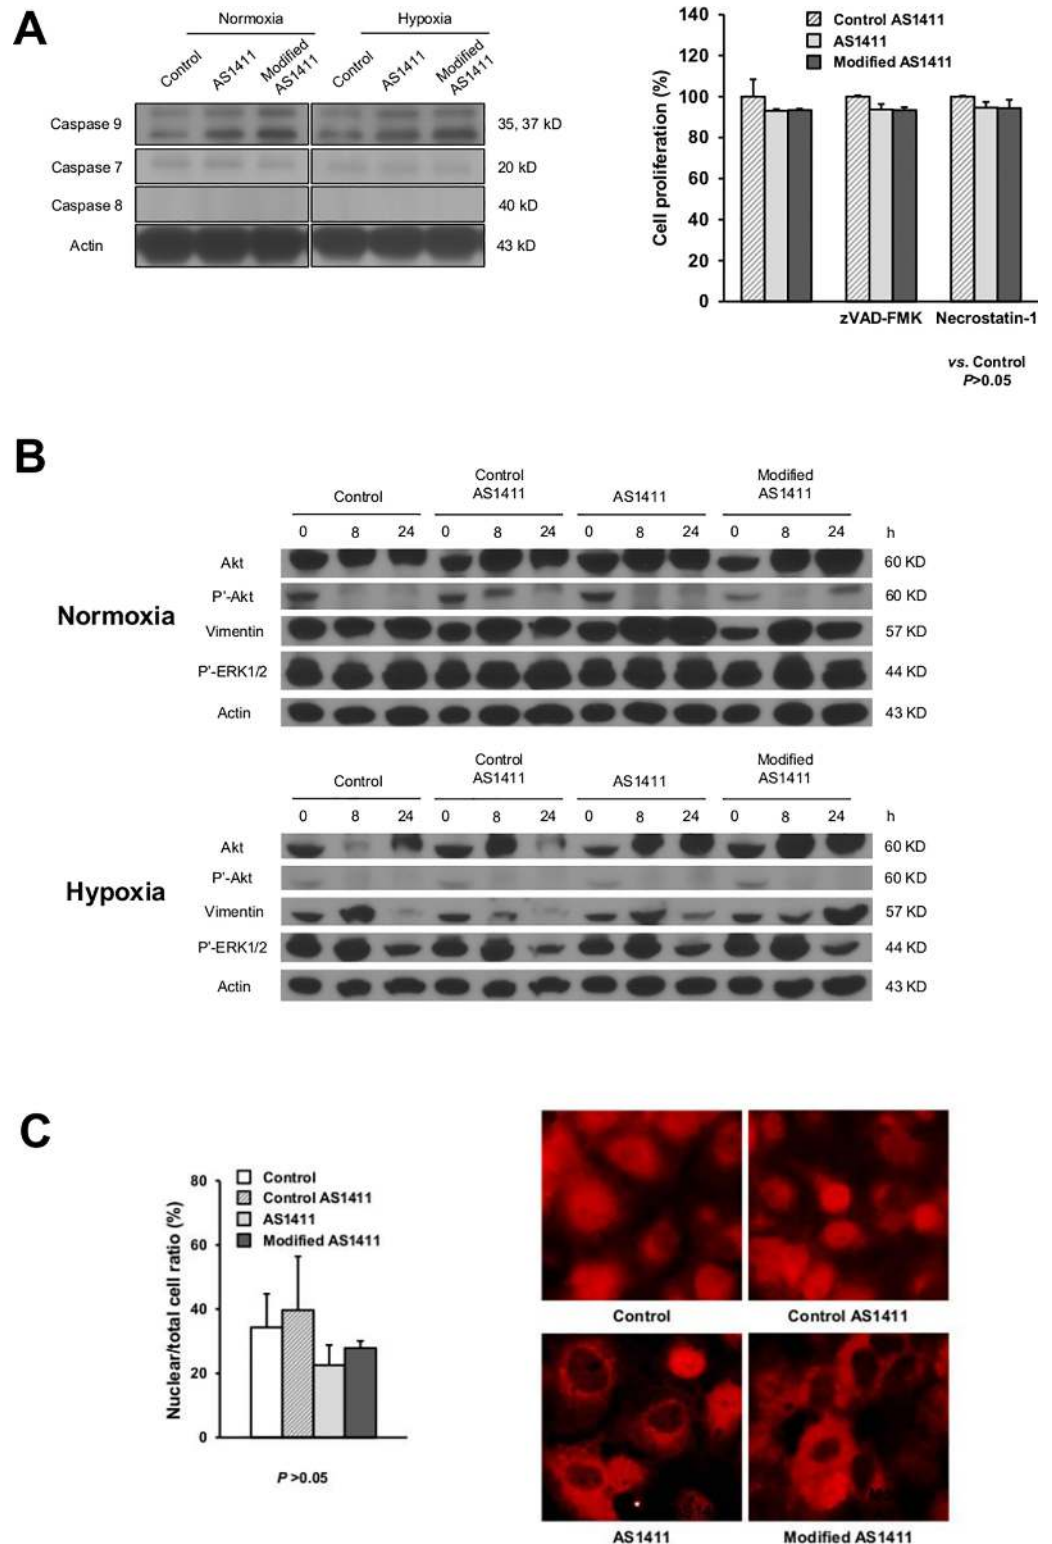 A
Normoxia
Hypoxia
Control
AS1411
Modified
AS1411
Control
AS1411
Modified
AS1411
Caspase 9
35, 37 kD
Caspase 7
20 kD
Caspase 8
40 kD
Actin
43 kD
Cell proliferation (%)
140
120
100
80
60
40
20
0
Control AS1411
AS1411
Modified AS1411
zVAD-FMK
Necrostatin-1
vs. Control
P>0.05
B
Normoxia
Control
Control
AS1411
AS1411
Modified
AS1411
0 8 24 0 8 24 0 8 24 0 8 24 h
Akt 60 KD
P'-Akt 60 KD
Vimentin 57 KD
P'-ERK1/2 44 KD
Actin 43 KD
Hypoxia
Control
Control
AS1411
AS1411
Modified
AS1411
0 8 24 0 8 24 0 8 24 0 8 24 h
Akt 60 KD
P'-Akt 60 KD
Vimentin 57 KD
P'-ERK1/2 44 KD
Actin 43 KD
C
Nuclear/total cell ratio (%)
80
60
40
20
0
Control
Control AS1411
AS1411
Modified AS1411
P >0.05
Control
Control AS1411
AS1411
Modified AS1411